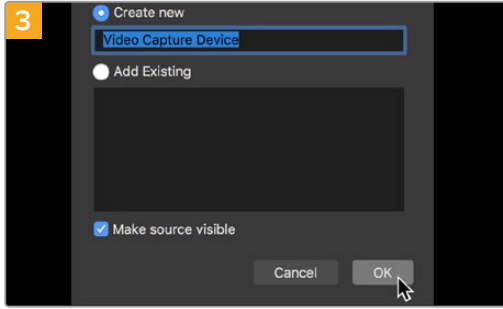 3
Create new
Video Capture Device
Add Existing
Make source visible
Cancel OK